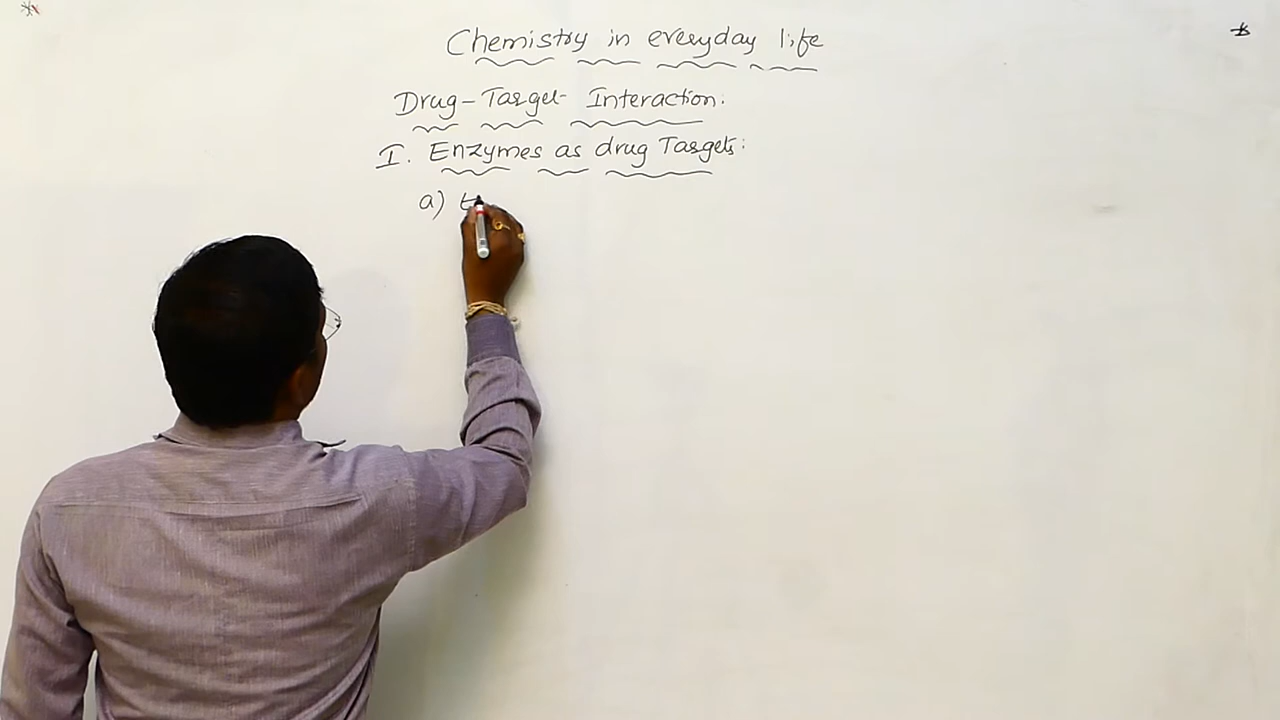 Chemistry in everyday life
Drug-Target Interaction:
I. Enzymes as drug Targets:
a)